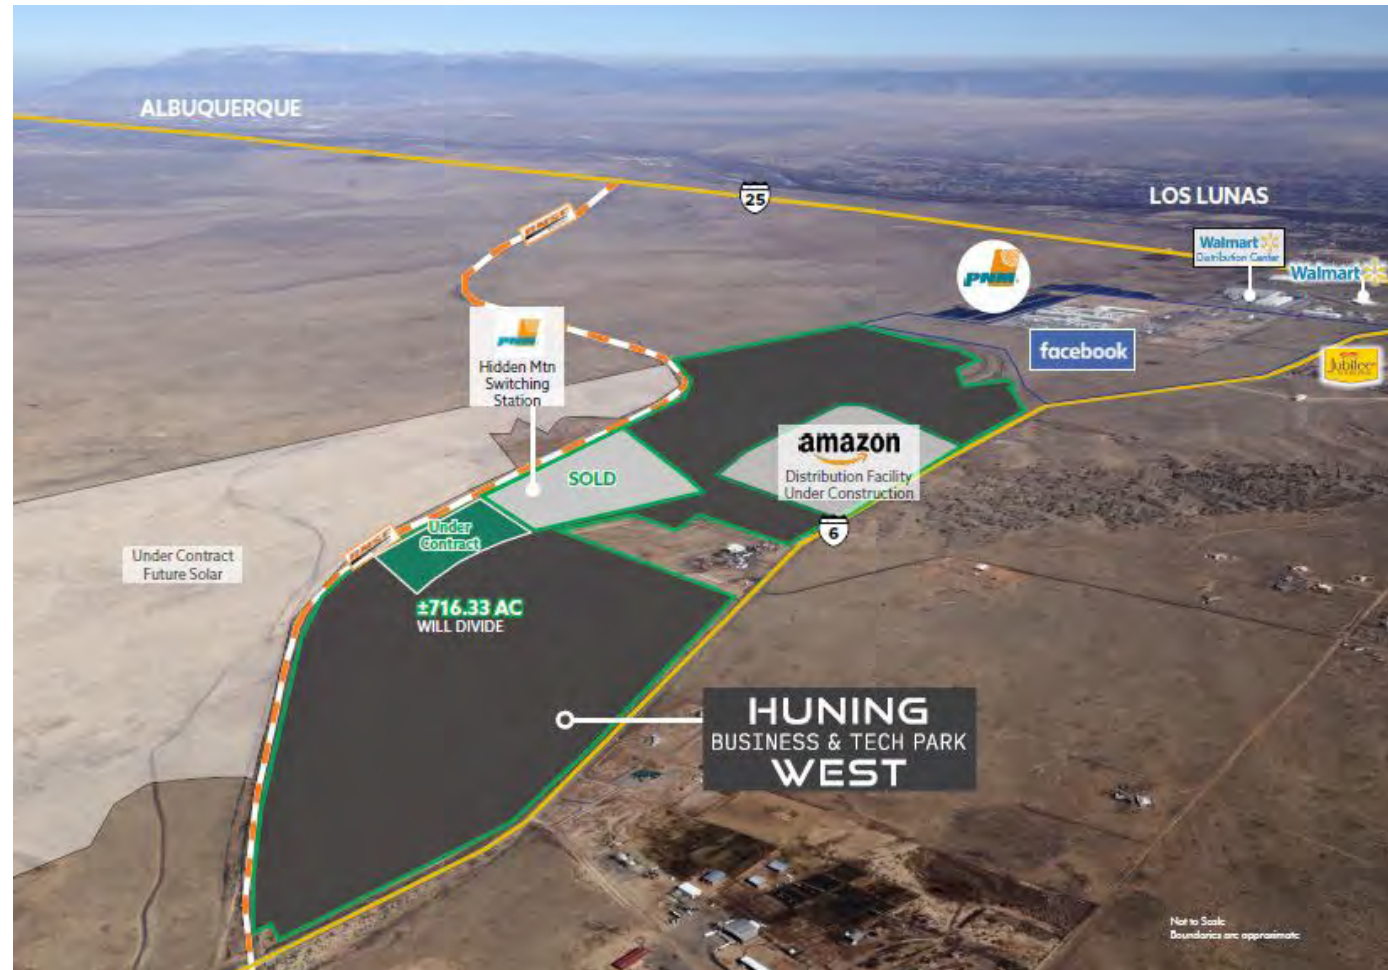 ALBUQUERQUE
25
LOS LUNAS
Walmart
Distribution Center
Walmart
BNSF
PNM
facebook
Jubilee
PNM
Hidden Mtn
Switching
Station
amazon
Distribution Facility
Under Construction
SOLD
6
BNSF
Under
Contract
Under Contract
Future Solar
±716.33 AC
WILL DIVIDE
HUNING
BUSINESS & TECH PARK
WEST
Not to Scale
Boundaries are approximate